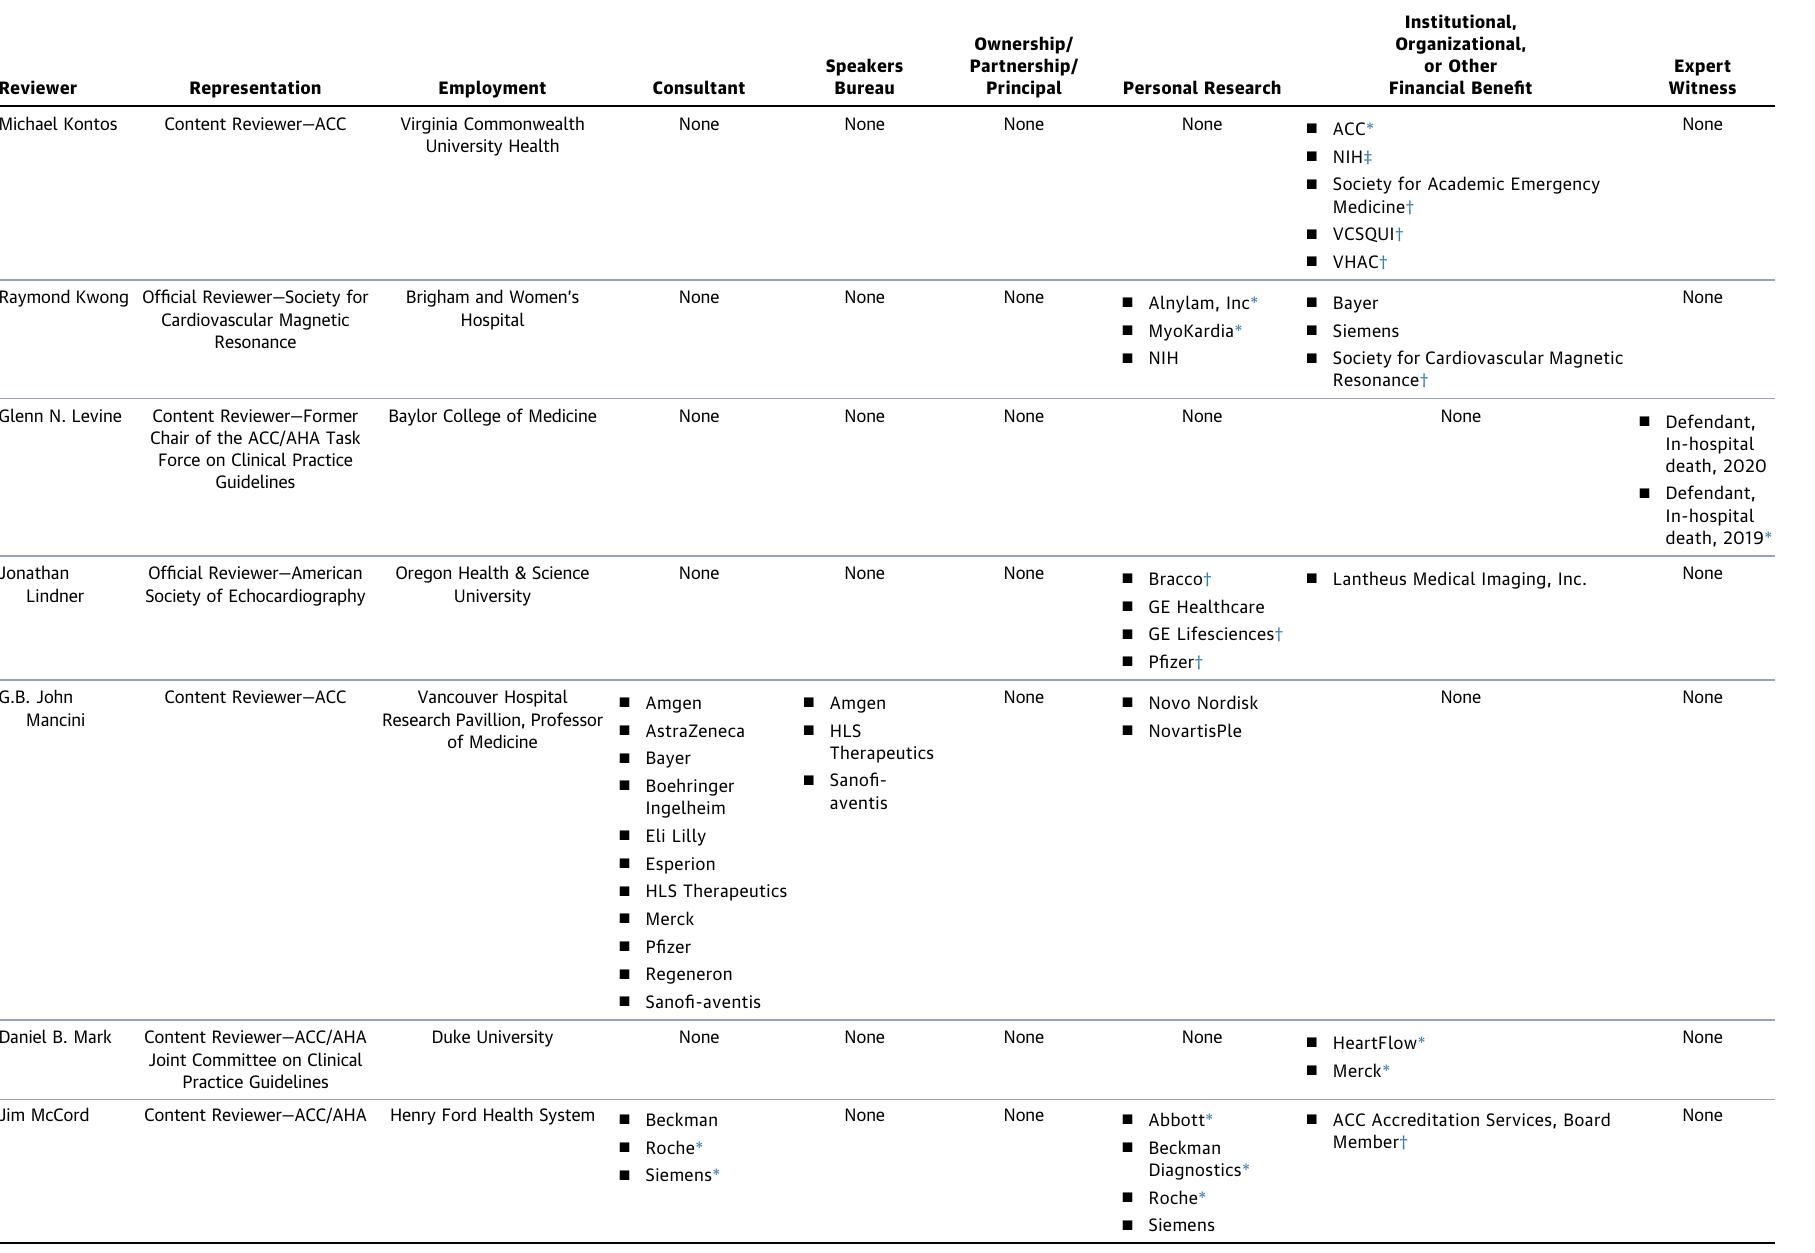 Reviewer Representation Employment Consultant Speakers Bureau Ownership/ Partnership/ Principal Personal Research Institutional, Organizational, or Other Financial Benefit Expert Witness
Michael Kontos
Content Reviewer—ACC
Virginia Commonwealth
University Health
None
None
None
None
■ ACC*
■ NIH‡
■ Society for Academic Emergency
Medicine†
■ VCSQUI†
■ VHAC†
None
Raymond Kwong
Official Reviewer—Society for
Cardiovascular Magnetic
Resonance
Brigham and Women's
Hospital
None
None
None
■ Alnylam, Inc*
■ MyoKardia*
■ NIH
■ Bayer
■ Siemens
■ Society for Cardiovascular Magnetic
Resonance†
None
Glenn N. Levine
Content Reviewer—Former
Chair of the ACC/AHA Task
Force on Clinical Practice
Guidelines
Baylor College of Medicine
None
None
None
None
None
■ Defendant,
In-hospital
death, 2020
■ Defendant,
In-hospital
death, 2019*
Jonathan
Lindner
Official Reviewer—American
Society of Echocardiography
Oregon Health & Science
University
None
None
None
■ Bracco†
■ GE Healthcare
■ GE Lifesciences†
■ Pfizer†
■ Lantheus Medical Imaging, Inc.
None
G.B. John
Mancini
Content Reviewer—ACC
Vancouver Hospital
Research Pavillion, Professor
of Medicine
■ Amgen
■ AstraZeneca
■ Bayer
■ Boehringer
Ingelheim
■ Eli Lilly
■ Esperion
■ HLS Therapeutics
■ Merck
■ Pfizer
■ Regeneron
■ Sanofi-aventis
■ Amgen
■ HLS
Therapeutics
■ Sanofi-
aventis
None
■ Novo Nordisk
■ NovartisPle
None
None
Daniel B. Mark
Content Reviewer—ACC/AHA
Joint Committee on Clinical
Practice Guidelines
Duke University
None
None
None
None
■ HeartFlow*
■ Merck*
None
Jim McCord
Content Reviewer—ACC/AHA
Henry Ford Health System
■ Beckman
■ Roche*
■ Siemens*
None
None
■ Abbott*
■ Beckman
Diagnostics*
■ Roche*
■ Siemens
■ ACC Accreditation Services, Board
Member†
None